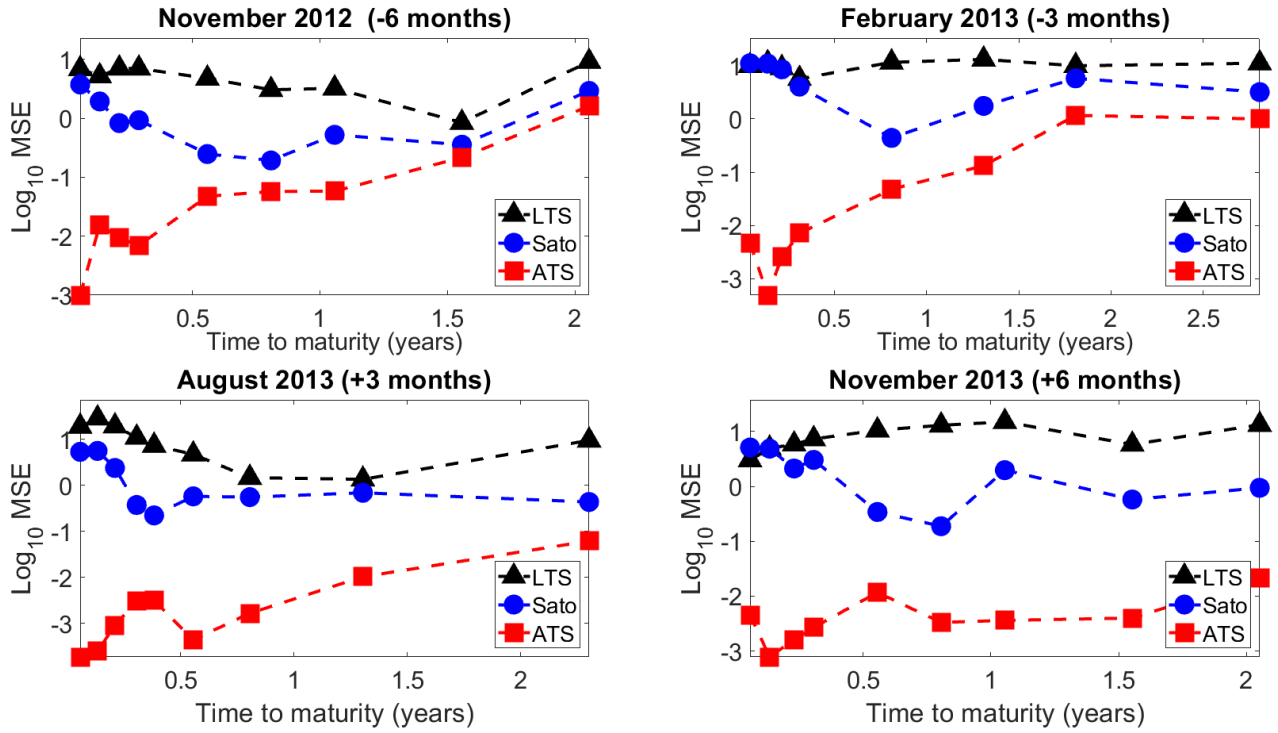 November 2012 (-6 months)
Log10 MSE
1
0
-1
-2
-3
0.5
1
1.5
2
Time to maturity (years)
LTS
Sato
ATS
February 2013 (-3 months)
Log10 MSE
1
0
-1
-2
-3
0.5
1
1.5
2
2.5
Time to maturity (years)
LTS
Sato
ATS
August 2013 (+3 months)
Log10 MSE
1
0
-1
-2
-3
0.5
1
1.5
2
Time to maturity (years)
LTS
Sato
ATS
November 2013 (+6 months)
Log10 MSE
1
0
-1
-2
-3
0.5
1
1.5
2
Time to maturity (years)
LTS
Sato
ATS